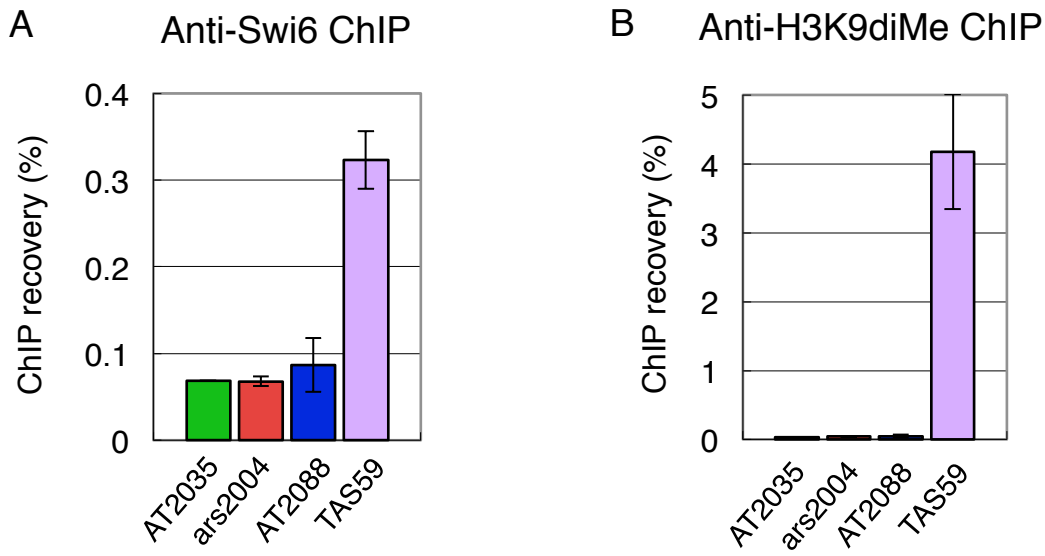 A
Anti-Swi6 ChIP
ChIP recovery (%)
0.4
0.3
0.2
0.1
0
AT2035
ars2004
AT2088
TAS59
B
Anti-H3K9diMe ChIP
ChIP recovery (%)
5
4
3
2
1
0
AT2035
ars2004
AT2088
TAS59